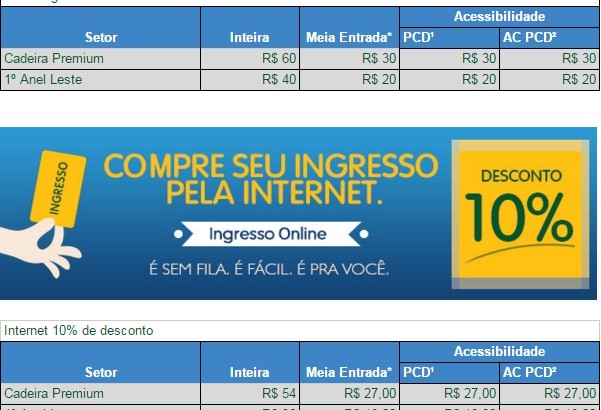 Acessibilidade
Setor Inteira Meia Entrada* PCD¹ AC PCD²
Cadeira Premium R$ 60 R$ 30 R$ 30 R$ 30
1º Anel Leste R$ 40 R$ 20 R$ 20 R$ 20
INGRESSO
COMPRE SEU INGRESSO
PELA INTERNET.
Ingresso Online
É SEM FILA. É FÁCIL. É PRA VOCÊ.
DESCONTO
10%
Internet 10% de desconto
Acessibilidade
Setor Inteira Meia Entrada* PCD¹ AC PCD²
Cadeira Premium R$ 54 R$ 27,00 R$ 27,00 R$ 27,00